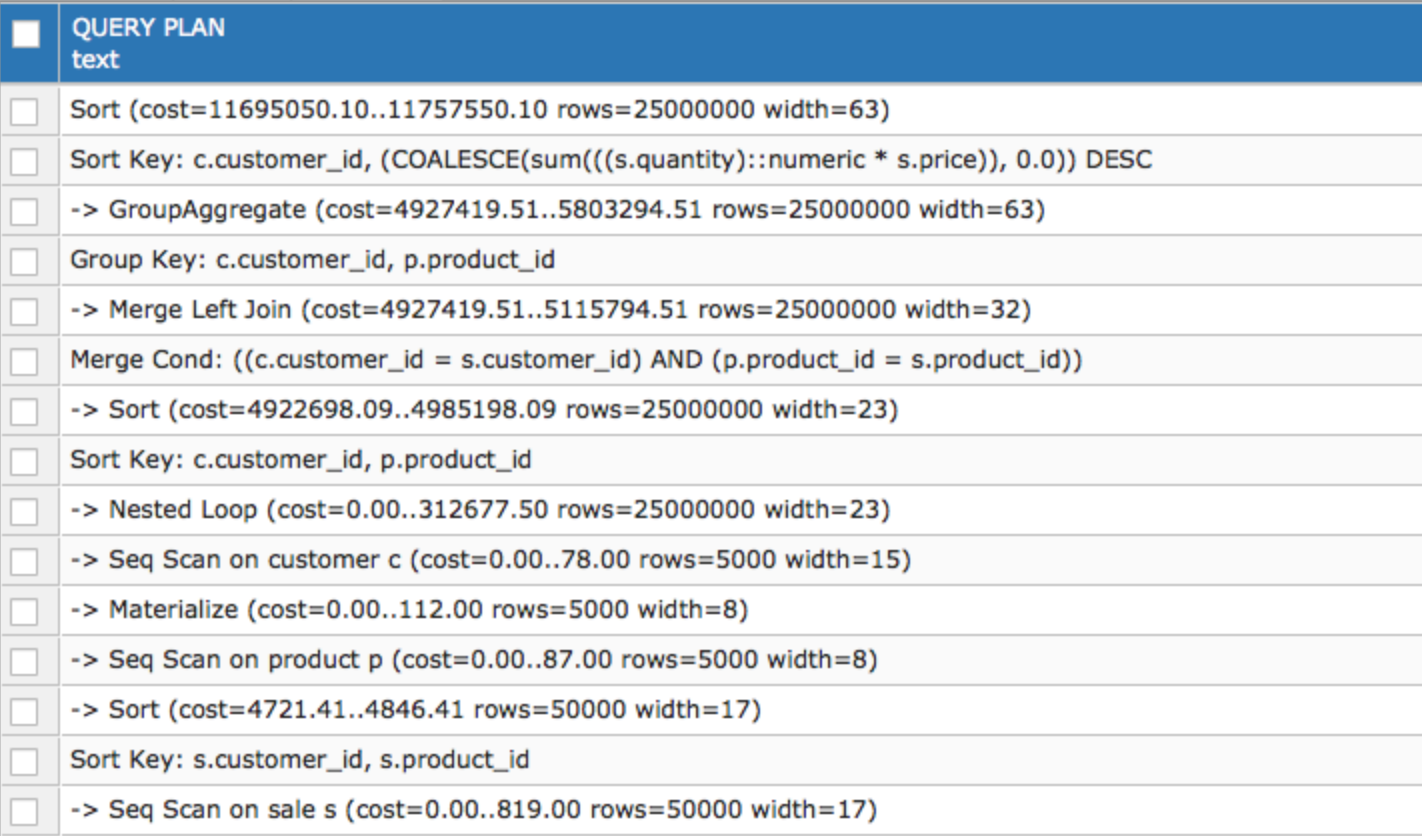 QUERY PLAN
text
Sort (cost=11695050.10..11757550.10 rows=25000000 width=63)
Sort Key: c.customer_id, (COALESCE(sum(((s.quantity)::numeric * s.price)), 0.0)) DESC
-> GroupAggregate (cost=4927419.51..5803294.51 rows=25000000 width=63)
Group Key: c.customer_id, p.product_id
-> Merge Left Join (cost=4927419.51..5115794.51 rows=25000000 width=32)
Merge Cond: ((c.customer_id = s.customer_id) AND (p.product_id = s.product_id))
-> Sort (cost=4922698.09..4985198.09 rows=25000000 width=23)
Sort Key: c.customer_id, p.product_id
-> Nested Loop (cost=0.00..312677.50 rows=25000000 width=23)
-> Seq Scan on customer c (cost=0.00..78.00 rows=5000 width=15)
-> Materialize (cost=0.00..112.00 rows=5000 width=8)
-> Seq Scan on product p (cost=0.00..87.00 rows=5000 width=8)
-> Sort (cost=4721.41..4846.41 rows=50000 width=17)
Sort Key: s.customer_id, s.product_id
-> Seq Scan on sale s (cost=0.00..819.00 rows=50000 width=17)